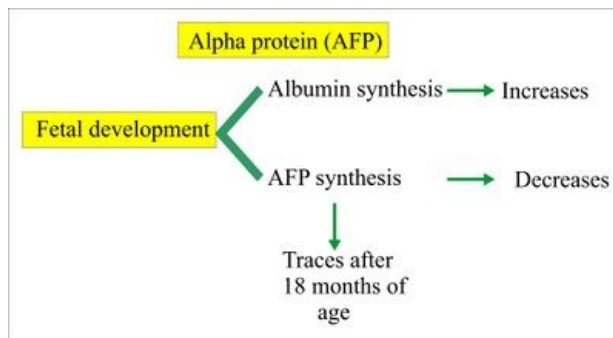 Alpha protein (AFP)
Albumin synthesis
Increases
Fetal development
AFP synthesis
Decreases
Traces after
18 months of
age